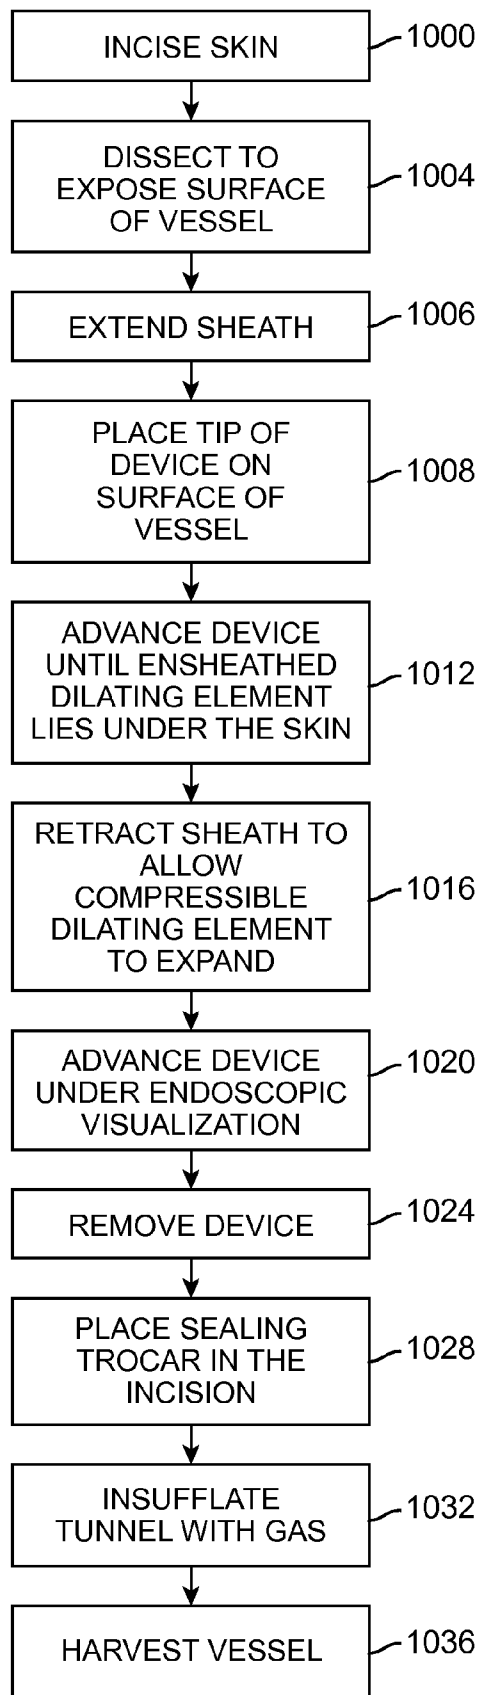 INCISE SKIN
1000
DISSECT TO
EXPOSE SURFACE
OF VESSEL
1004
EXTEND SHEATH
1006
PLACE TIP OF
DEVICE ON
SURFACE OF
VESSEL
1008
ADVANCE DEVICE
UNTIL ENSHEATHED
DILATING ELEMENT
LIES UNDER THE SKIN
1012
RETRACT SHEATH TO
ALLOW
COMPRESSIBLE
DILATING ELEMENT
TO EXPAND
1016
ADVANCE DEVICE
UNDER ENDOSCOPIC
VISUALIZATION
1020
REMOVE DEVICE
1024
PLACE SEALING
TROCAR IN THE
INCISION
1028
INSUFFLATE
TUNNEL WITH GAS
1032
HARVEST VESSEL
1036